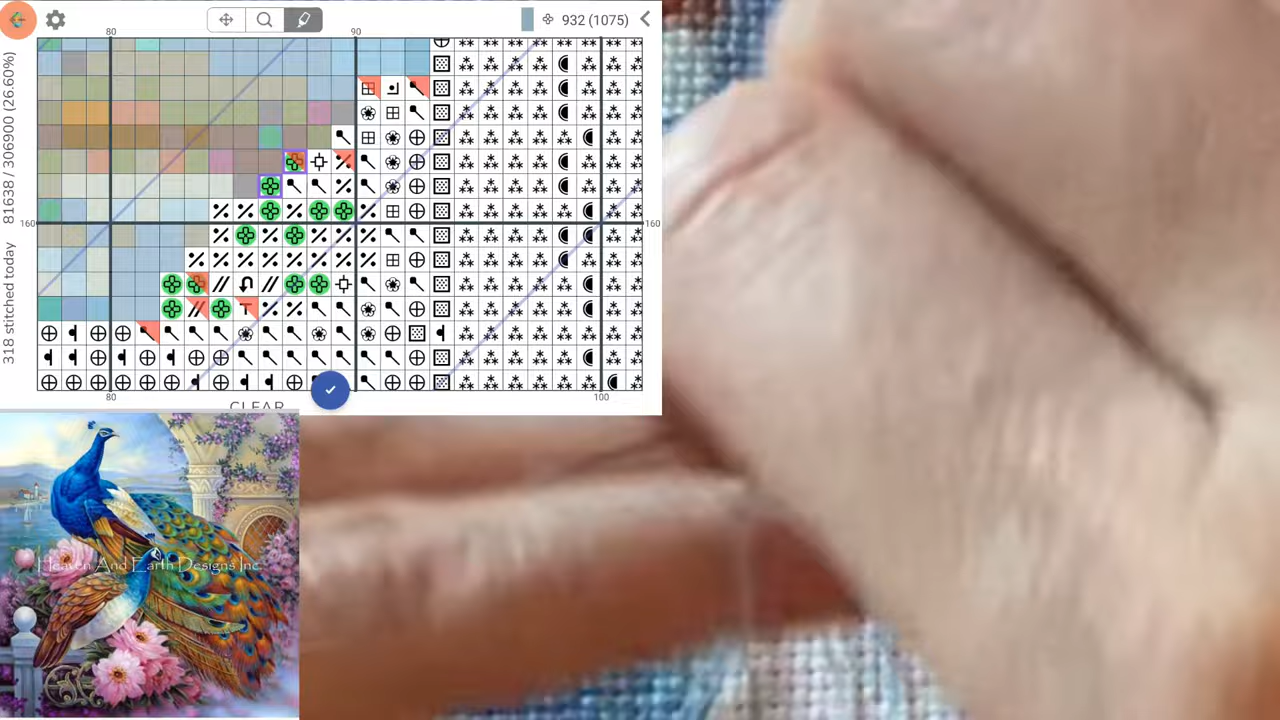 932 (1075)
80
90
318 stitched today 81638 / 306900 (26.60%)
160
160
80
100
CLEAR
Heaven And Earth Designs Inc.